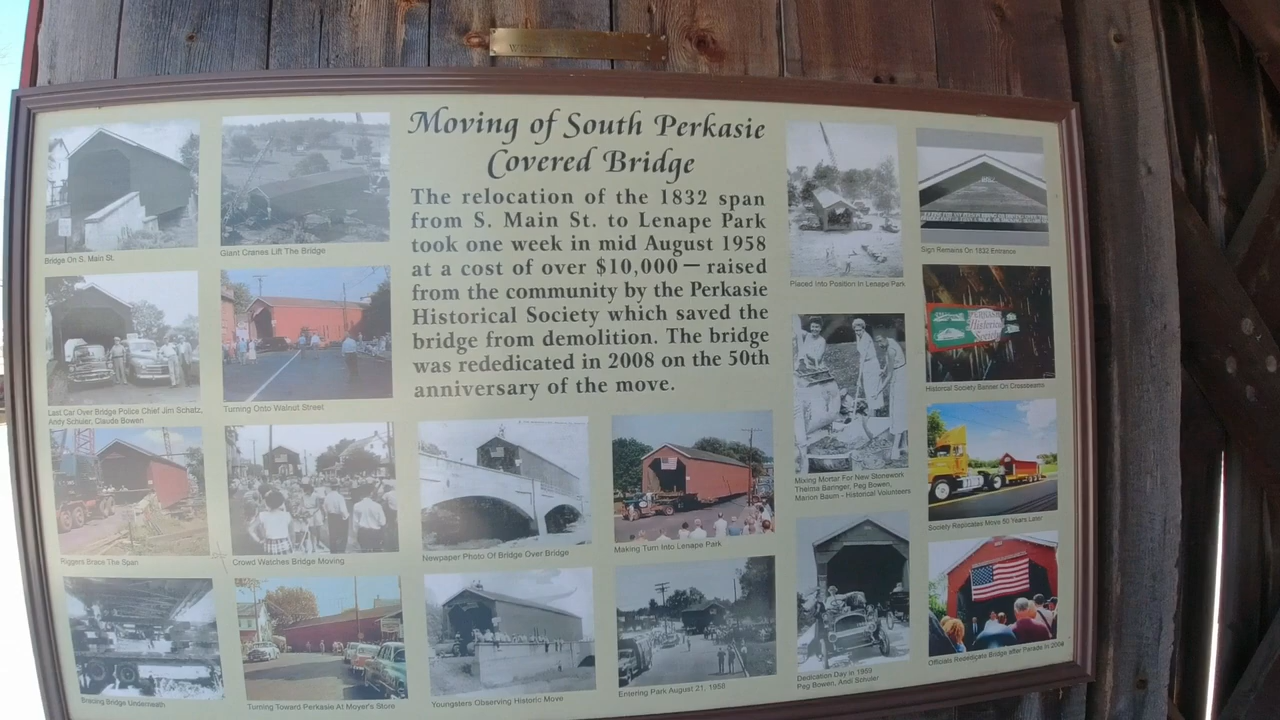 Moving of South Perkasie
Covered Bridge
The relocation of the 1832 span
from S. Main St. to Lenape Park
took one week in mid August 1958
at a cost of over $10,000 — raised
from the community by the Perkasie
Historical Society which saved the
bridge from demolition. The bridge
was rededicated in 2008 on the 50th
anniversary of the move.
Bridge On S. Main St.
Giant Cranes Lift The Bridge
Last Car Over Bridge Police Chief Jim Schatz,
Andy Schuler, Claude Bowen
Turning Onto Walnut Street
Riggers Brace The Span
Crowd Watches Bridge Moving
Newpaper Photo Of Bridge Over Bridge
Making Turn Into Lenape Park
Bracing Bridge Underneath
Turning Toward Perkasie At Moyer's Store
Youngsters Observing Historic Move
Entering Park August 21, 1958
Placed Into Position In Lenape Park
Sign Remains On 1832 Entrance
Mixing Mortar For New Stonework
Thelma Baringer, Peg Bowen,
Marion Baum - Historical Volunteers
Historical Society Banner On Crossbeams
Society Replicates Move 50 Years Later
Dedication Day in 1959
Peg Bowen, Andi Schuler
Officials Rededicate Bridge after Parade in 2008
Historical
Society